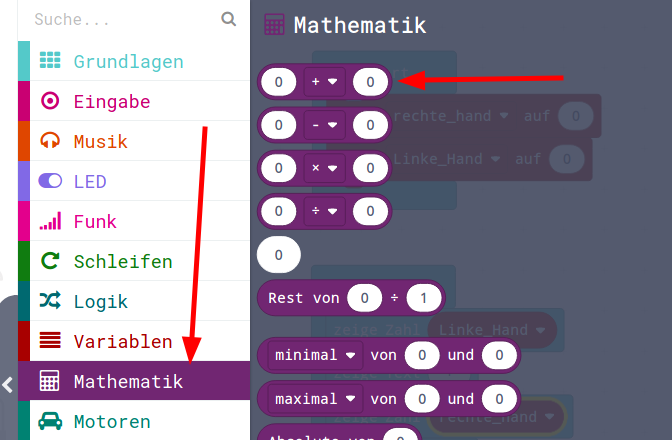 Suche...
Grundlagen
Eingabe
Musik
LED
Funk
Schleifen
Logik
Variablen
Mathematik
Motoren
Mathematik
0 + 0
0 - 0
0 × 0
0 ÷ 0
0
Rest von 0 ÷ 1
minimal von 0 und 0
maximal von 0 und 0
Absolute von 0
rechte_hand auf 0
Linke_Hand auf 0
zeige Zahl Linke_Hand
rechte_hand